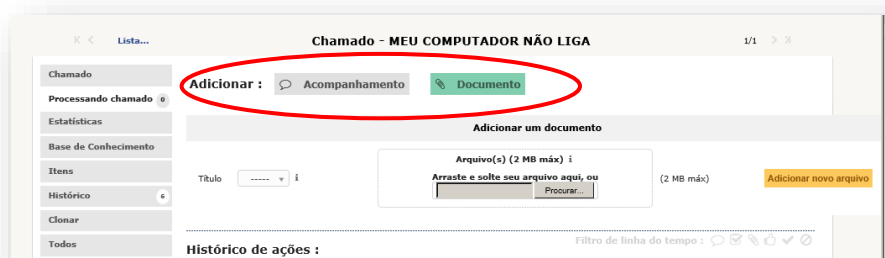 Lista...
Chamado - MEU COMPUTADOR NÃO LIGA
1/1
Chamado
Processando chamado 0
Estatísticas
Base de Conhecimento
Itens
Histórico 6
Clonar
Todos
Adicionar :
Acompanhamento
Documento
Adicionar um documento
Título
-----
i
Arquivo(s) (2 MB máx) i
Arraste e solte seu arquivo aqui, ou
Procurar...
(2 MB máx)
Adicionar novo arquivo
Histórico de ações :
Filtro de linha do tempo :